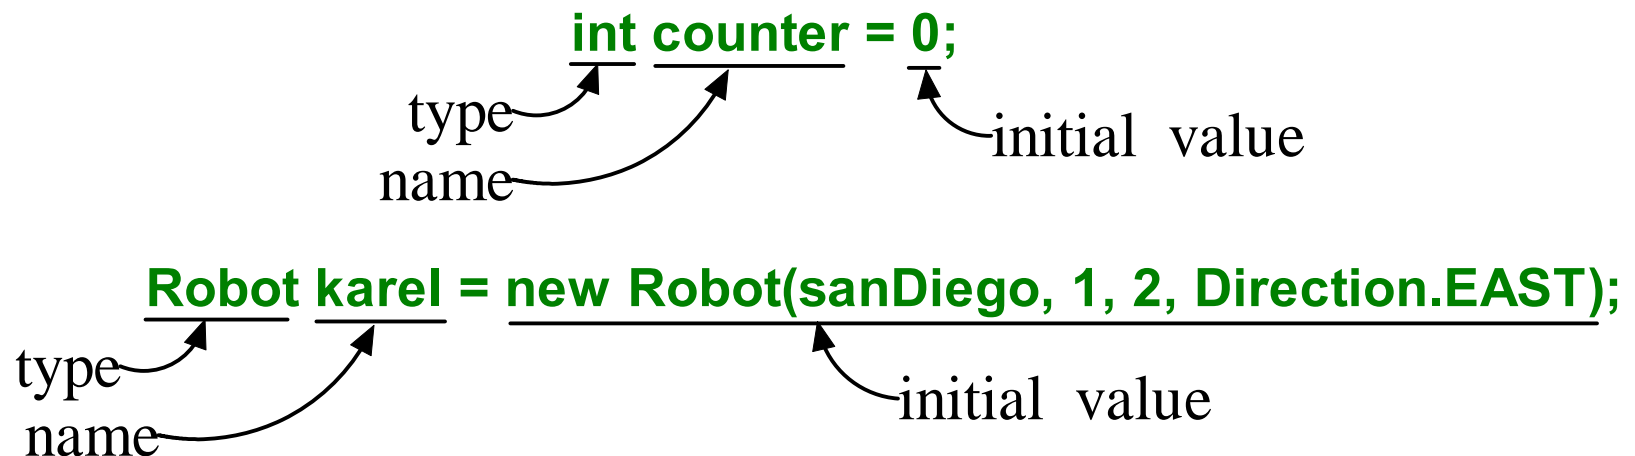 int counter = 0;
type
initial value
name
Robot karel = new Robot(sanDiego, 1, 2, Direction.EAST);
type
initial value
name